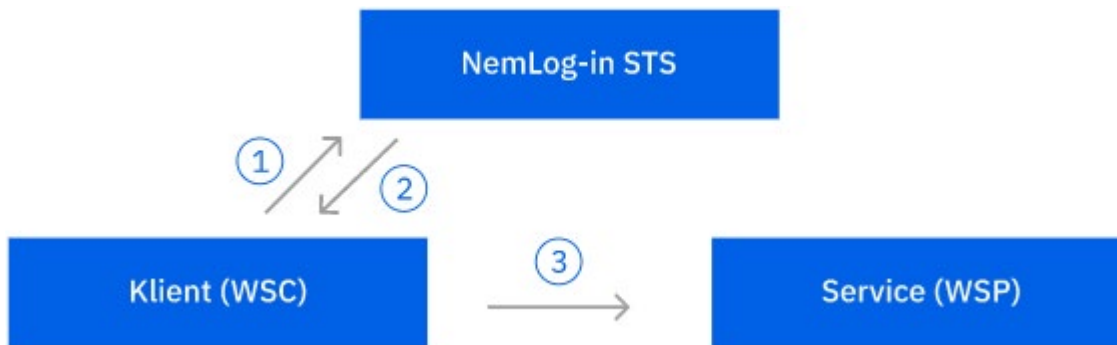 NemLog-in STS
1
2
3
Klient (WSC)
Service (WSP)